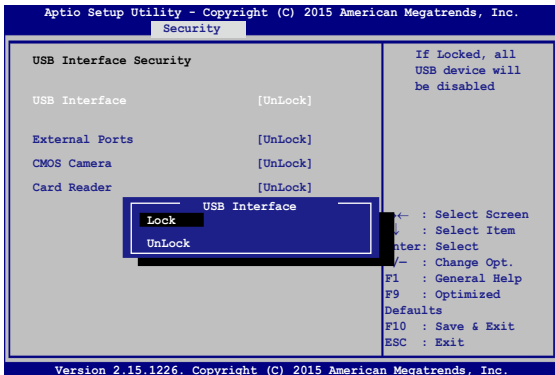 Aptio Setup Utility - Copyright (C) 2015 American Megatrends, Inc.
Security
USB Interface Security
USB Interface [UnLock]
External Ports [UnLock]
CMOS Camera [UnLock]
Card Reader [UnLock]
USB Interface
Lock
UnLock
If Locked, all
USB device will
be disabled
→← : Select Screen
↓ : Select Item
nter: Select
/— : Change Opt.
F1 : General Help
F9 : Optimized
Defaults
F10 : Save & Exit
ESC : Exit
Version 2.15.1226. Copyright (C) 2015 American Megatrends, Inc.